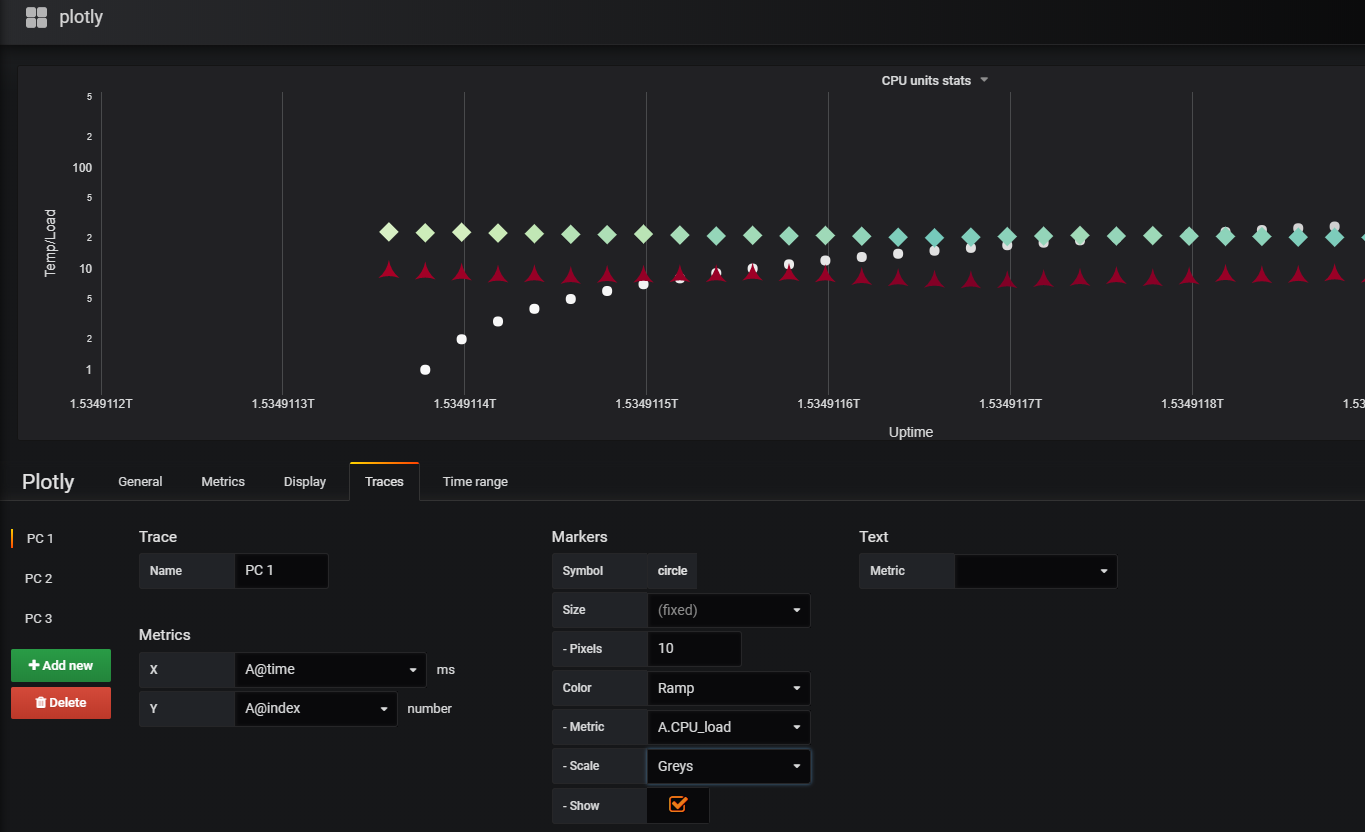 plotly
CPU units stats
5
2
100
5
2
10
5
2
1
Temp/Load
1.5349112T 1.5349113T 1.5349114T 1.5349115T 1.5349116T 1.5349117T 1.5349118T 1.53
Uptime
Plotly General Metrics Display Traces Time range
PC 1
PC 2
PC 3
Add new
Delete
Trace
Name PC 1
Metrics
X A@time ms
Y A@index number
Markers
Symbol circle
Size (fixed)
- Pixels 10
Color Ramp
- Metric A.CPU_load
- Scale Greys
- Show
Text
Metric